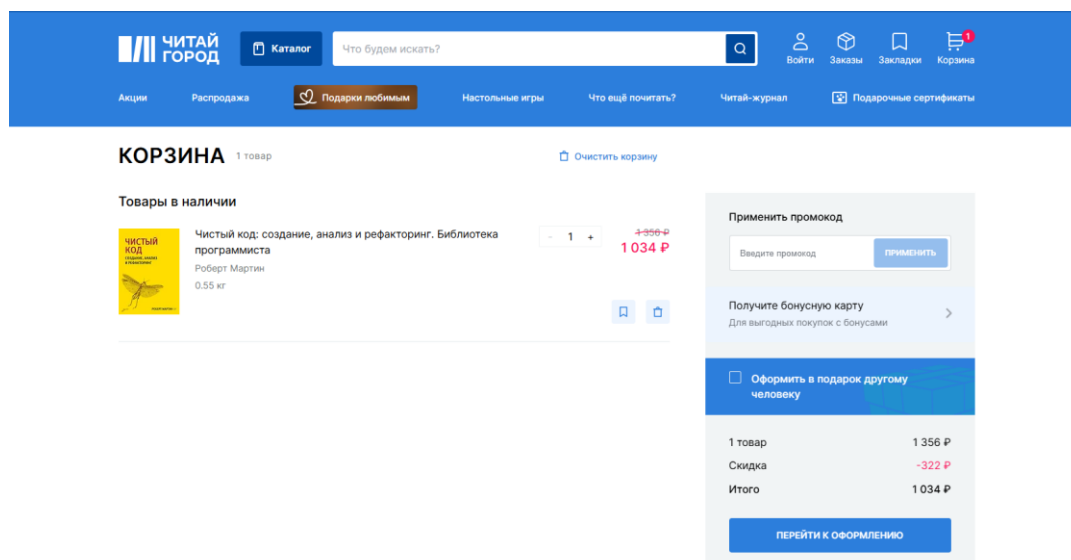 ЧИТАЙ
ГОРОД
Каталог
Что будем искать?
Войти
Заказы
Закладки
1
Корзина
Акции
Распродажа
Подарки любимым
Настольные игры
Что ещё почитать?
Читай-журнал
Подарочные сертификаты
КОРЗИНА 1 товар
Очистить корзину
Товары в наличии
ЧИСТЫЙ
КОД
СОЗДАНИЕ, АНАЛИЗ
И РЕФАКТОРИНГ
Чистый код: создание, анализ и рефакторинг. Библиотека
программиста
Роберт Мартин
0.55 кг
- 1 +
1 356 ₽
1 034 ₽
Применить промокод
Введите промокод
ПРИМЕНИТЬ
Получите бонусную карту
Для выгодных покупок с бонусами
Оформить в подарок другому
человеку
1 товар 1 356 ₽
Скидка -322 ₽
Итого 1 034 ₽
ПЕРЕЙТИ К ОФОРМЛЕНИЮ